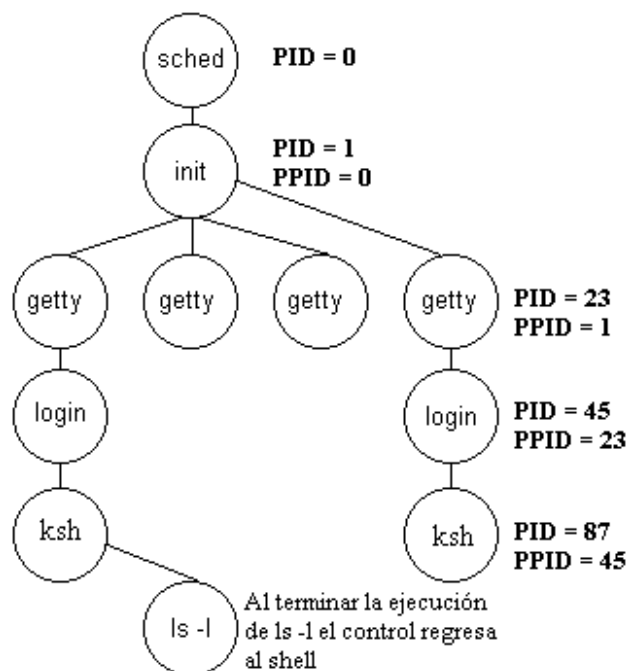 sched
PID = 0
init
PID = 1
PPID = 0
getty
getty
getty
getty
PID = 23
PPID = 1
login
login
PID = 45
PPID = 23
ksh
ksh
PID = 87
PPID = 45
ls -l
Al terminar la ejecución
de ls -l el control regresa
al shell